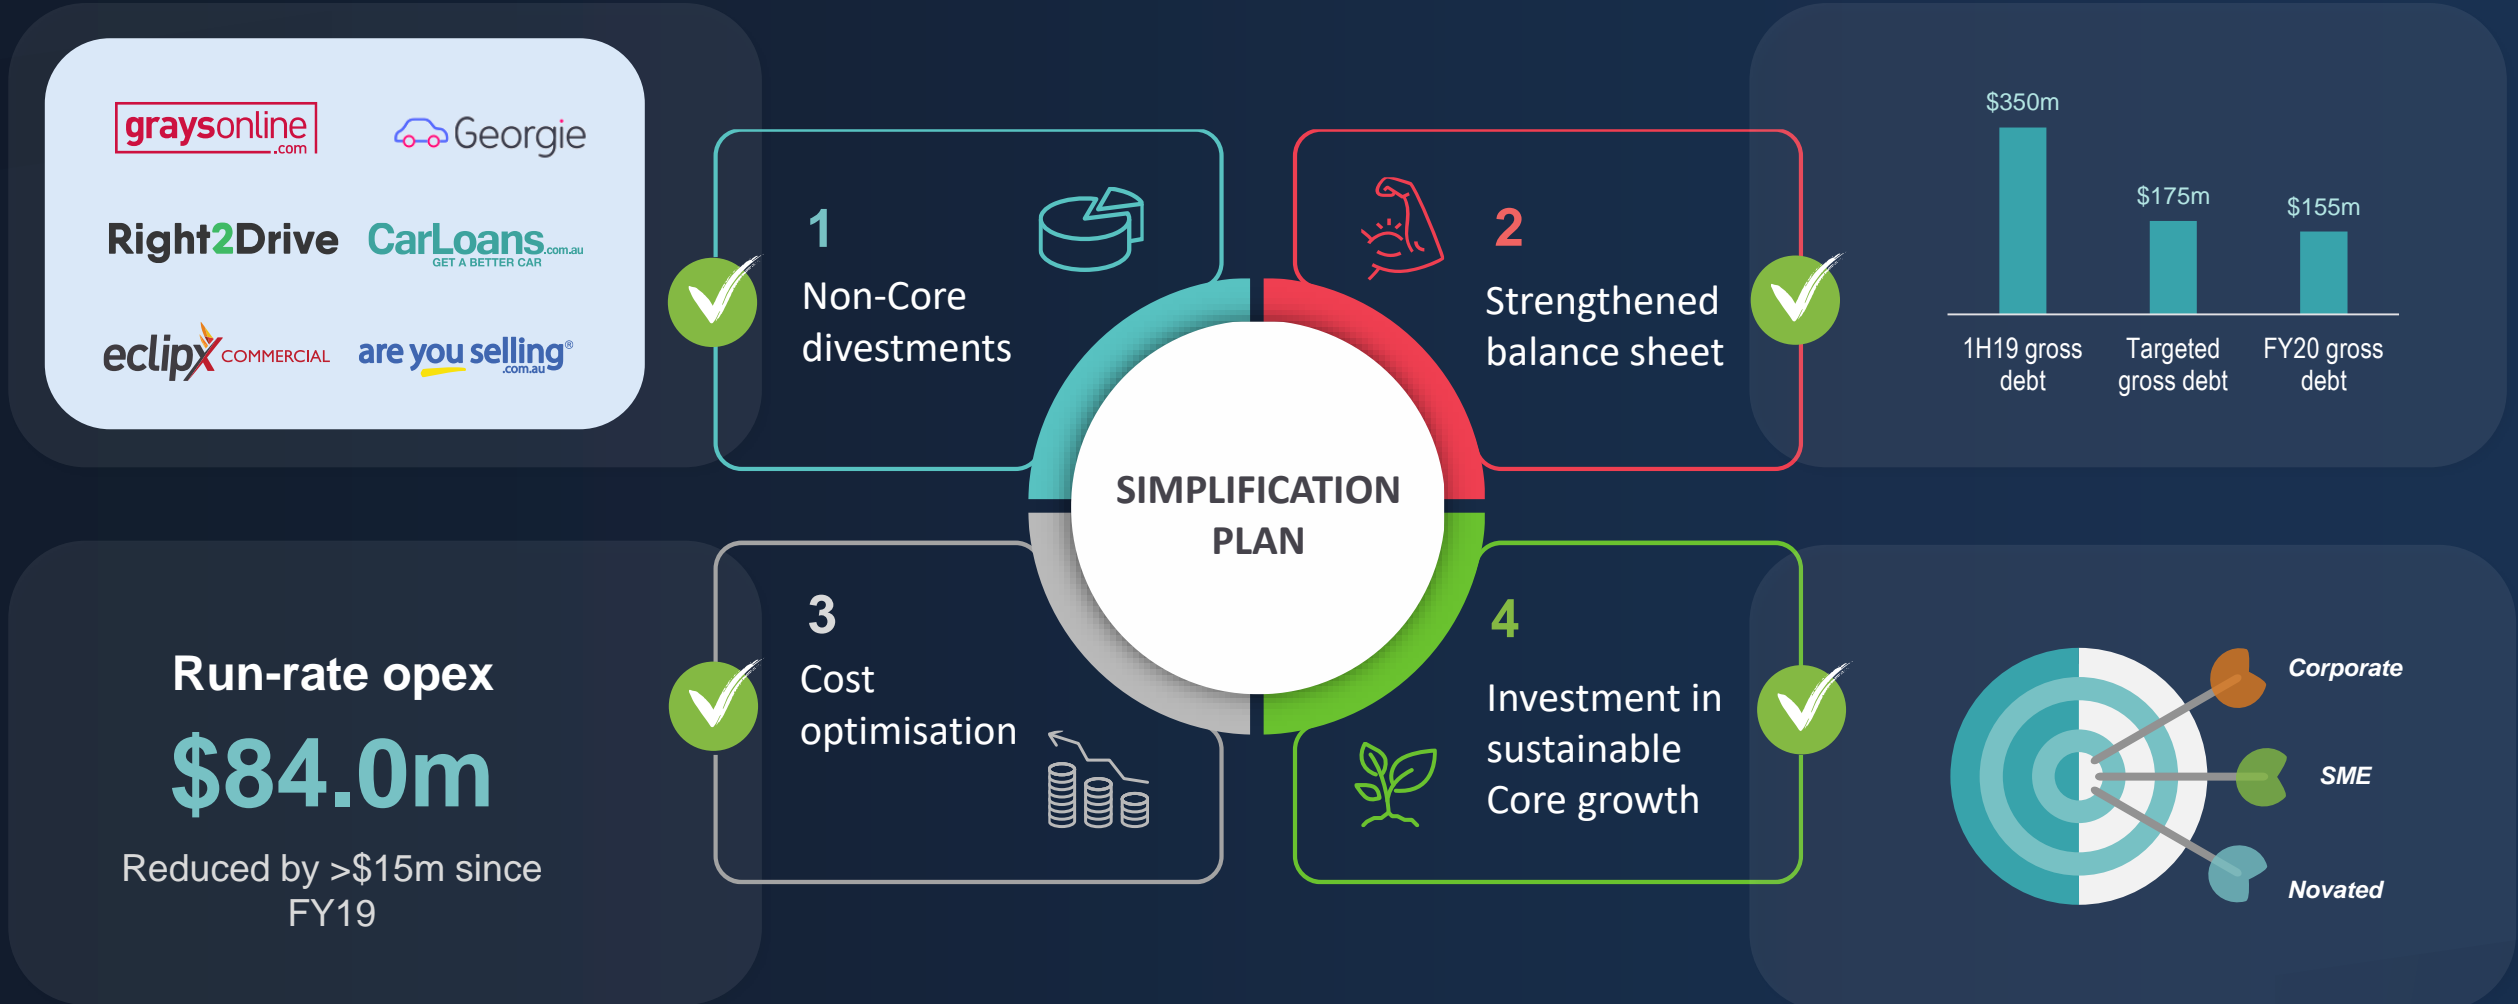 graysonline
.com
Georgie
Right2Drive
CarLoans.com.au
GET A BETTER CAR
eclipx COMMERCIAL
are you selling®
.com.au
1
Non-Core
divestments
2
Strengthened
balance sheet
$350m
$175m
$155m
1H19 gross
debt
Targeted
gross debt
FY20 gross
debt
SIMPLIFICATION
PLAN
Run-rate opex
$84.0m
Reduced by >$15m since
FY19
3
Cost
optimisation
4
Investment in
sustainable
Core growth
Corporate
SME
Novated